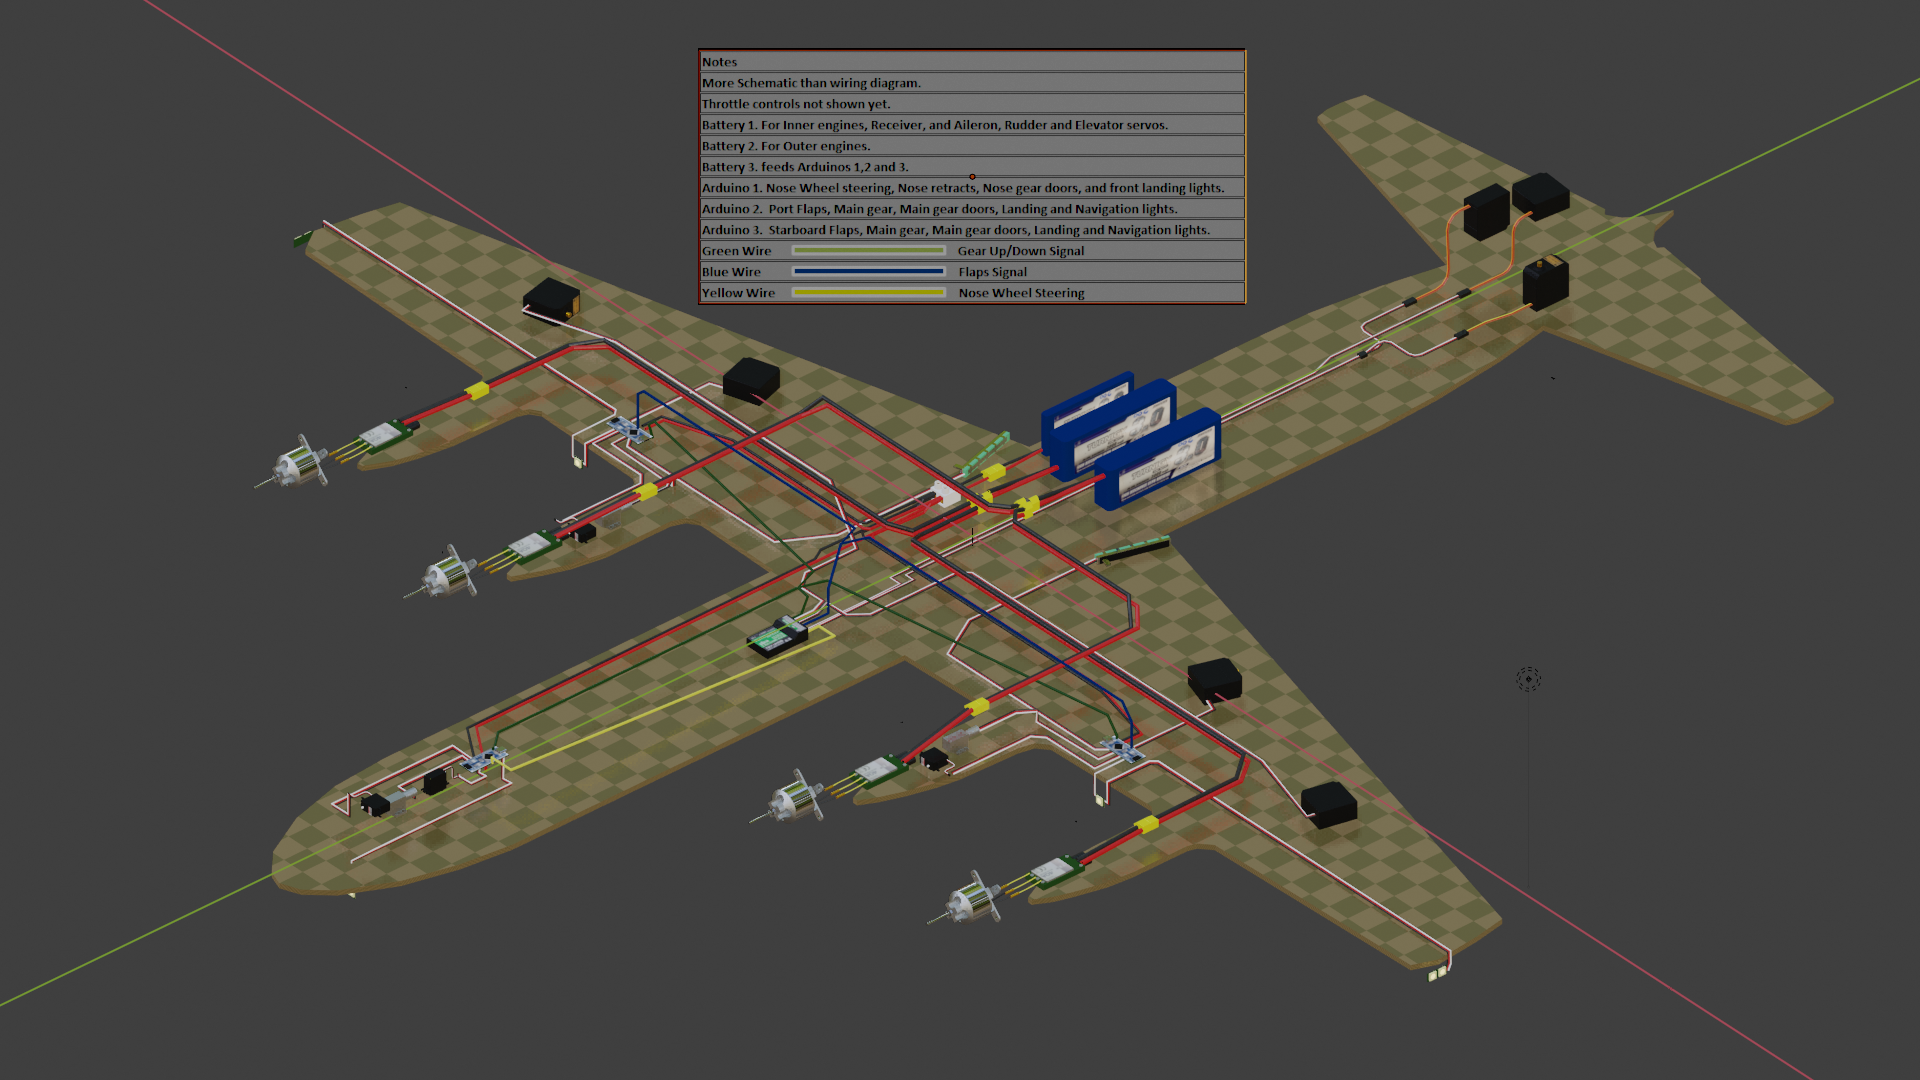 Notes
More Schematic than wiring diagram.
Throttle controls not shown yet.
Battery 1. For Inner engines, Receiver, and Aileron, Rudder and Elevator servos.
Battery 2. For Outer engines.
Battery 3. feeds Arduinos 1,2 and 3.
Arduino 1. Nose Wheel steering, Nose retracts, Nose gear doors, and front landing lights.
Arduino 2.  Port Flaps, Main gear, Main gear doors, Landing and Navigation lights.
Arduino 3.  Starboard Flaps, Main gear, Main gear doors, Landing and Navigation lights.
Green Wire Gear Up/Down Signal
Blue Wire Flaps Signal
Yellow Wire Nose Wheel Steering